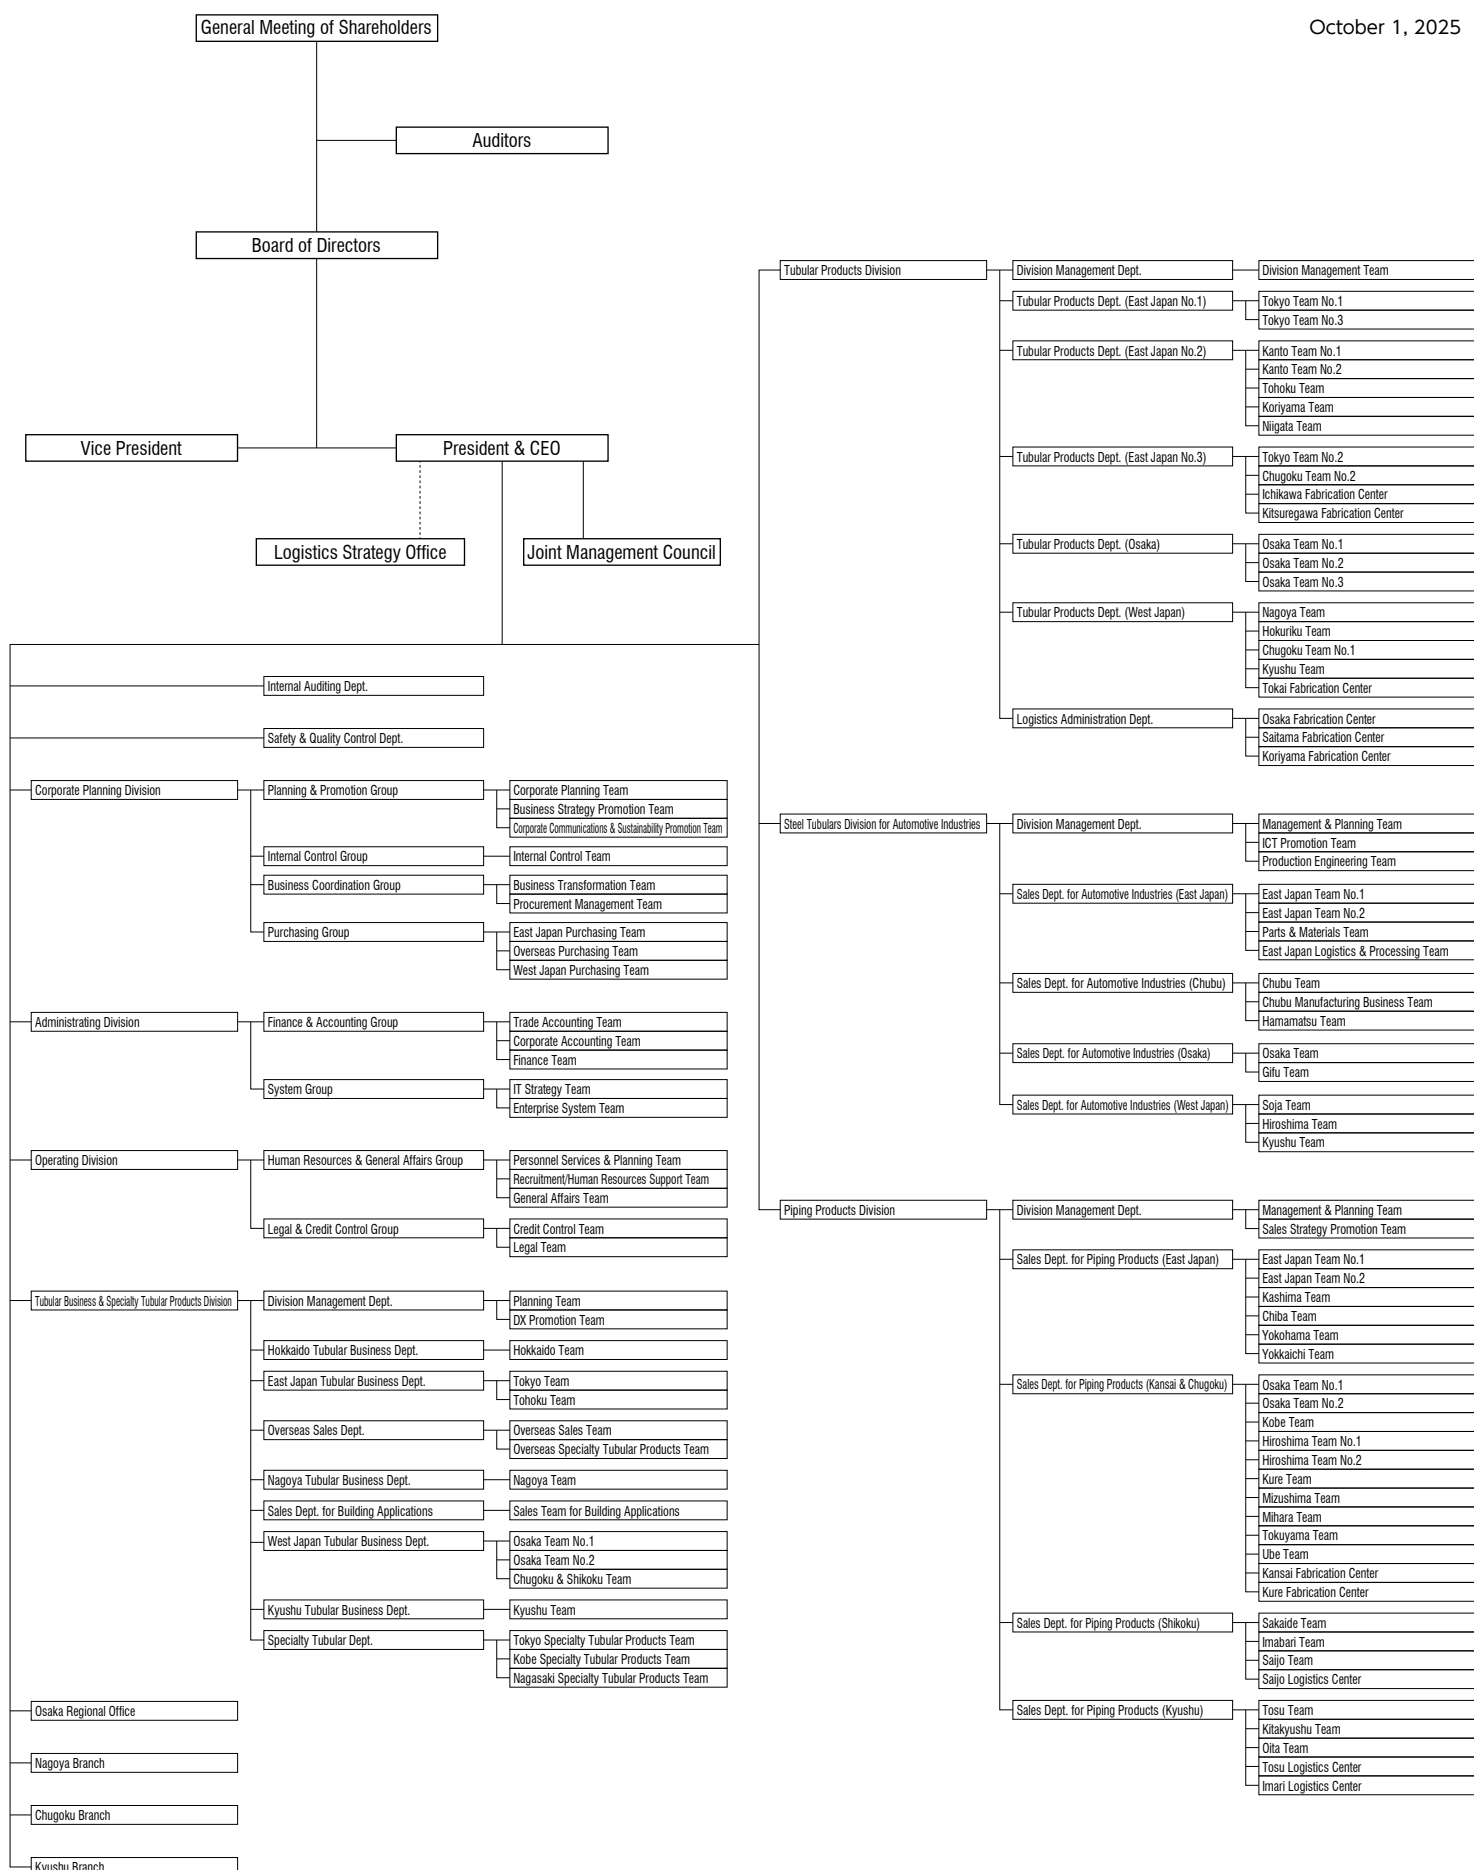 October 1, 2025
General Meeting of Shareholders
Auditors
Board of Directors
Vice President
President & CEO
Logistics Strategy Office
Joint Management Council
Internal Auditing Dept.
Safety & Quality Control Dept.
Corporate Planning Division
Planning & Promotion Group
Corporate Planning Team
Business Strategy Promotion Team
Corporate Communications & Sustainability Promotion Team
Internal Control Group
Internal Control Team
Business Coordination Group
Business Transformation Team
Procurement Management Team
Purchasing Group
East Japan Purchasing Team
Overseas Purchasing Team
West Japan Purchasing Team
Administrating Division
Finance & Accounting Group
Trade Accounting Team
Corporate Accounting Team
Finance Team
System Group
IT Strategy Team
Enterprise System Team
Operating Division
Human Resources & General Affairs Group
Personnel Services & Planning Team
Recruitment/Human Resources Support Team
General Affairs Team
Legal & Credit Control Group
Credit Control Team
Legal Team
Tubular Business & Specialty Tubular Products Division
Division Management Dept.
Planning Team
DX Promotion Team
Hokkaido Tubular Business Dept.
Hokkaido Team
East Japan Tubular Business Dept.
Tokyo Team
Tohoku Team
Overseas Sales Dept.
Overseas Sales Team
Overseas Specialty Tubular Products Team
Nagoya Tubular Business Dept.
Nagoya Team
Sales Dept. for Building Applications
Sales Team for Building Applications
West Japan Tubular Business Dept.
Osaka Team No.1
Osaka Team No.2
Chugoku & Shikoku Team
Kyushu Tubular Business Dept.
Kyushu Team
Specialty Tubular Dept.
Tokyo Specialty Tubular Products Team
Kobe Specialty Tubular Products Team
Nagasaki Specialty Tubular Products Team
Osaka Regional Office
Nagoya Branch
Chugoku Branch
Kyushu Branch
Tubular Products Division
Division Management Dept.
Division Management Team
Tubular Products Dept. (East Japan No.1)
Tokyo Team No.1
Tokyo Team No.3
Tubular Products Dept. (East Japan No.2)
Kanto Team No.1
Kanto Team No.2
Tohoku Team
Koriyama Team
Niigata Team
Tubular Products Dept. (East Japan No.3)
Tokyo Team No.2
Chugoku Team No.2
Ichikawa Fabrication Center
Kitsuregawa Fabrication Center
Tubular Products Dept. (Osaka)
Osaka Team No.1
Osaka Team No.2
Osaka Team No.3
Tubular Products Dept. (West Japan)
Nagoya Team
Hokuriku Team
Chugoku Team No.1
Kyushu Team
Tokai Fabrication Center
Logistics Administration Dept.
Osaka Fabrication Center
Saitama Fabrication Center
Koriyama Fabrication Center
Steel Tubulars Division for Automotive Industries
Division Management Dept.
Management & Planning Team
ICT Promotion Team
Production Engineering Team
Sales Dept. for Automotive Industries (East Japan)
East Japan Team No.1
East Japan Team No.2
Parts & Materials Team
East Japan Logistics & Processing Team
Sales Dept. for Automotive Industries (Chubu)
Chubu Team
Chubu Manufacturing Business Team
Hamamatsu Team
Sales Dept. for Automotive Industries (Osaka)
Osaka Team
Gifu Team
Sales Dept. for Automotive Industries (West Japan)
Soja Team
Hiroshima Team
Kyushu Team
Piping Products Division
Division Management Dept.
Management & Planning Team
Sales Strategy Promotion Team
Sales Dept. for Piping Products (East Japan)
East Japan Team No.1
East Japan Team No.2
Kashima Team
Chiba Team
Yokohama Team
Yokkaichi Team
Sales Dept. for Piping Products (Kansai & Chugoku)
Osaka Team No.1
Osaka Team No.2
Kobe Team
Hiroshima Team No.1
Hiroshima Team No.2
Kure Team
Mizushima Team
Mihara Team
Tokuyama Team
Ube Team
Kansai Fabrication Center
Kure Fabrication Center
Sales Dept. for Piping Products (Shikoku)
Sakaide Team
Imabari Team
Saijo Team
Saijo Logistics Center
Sales Dept. for Piping Products (Kyushu)
Tosu Team
Kitakyushu Team
Oita Team
Tosu Logistics Center
Imari Logistics Center